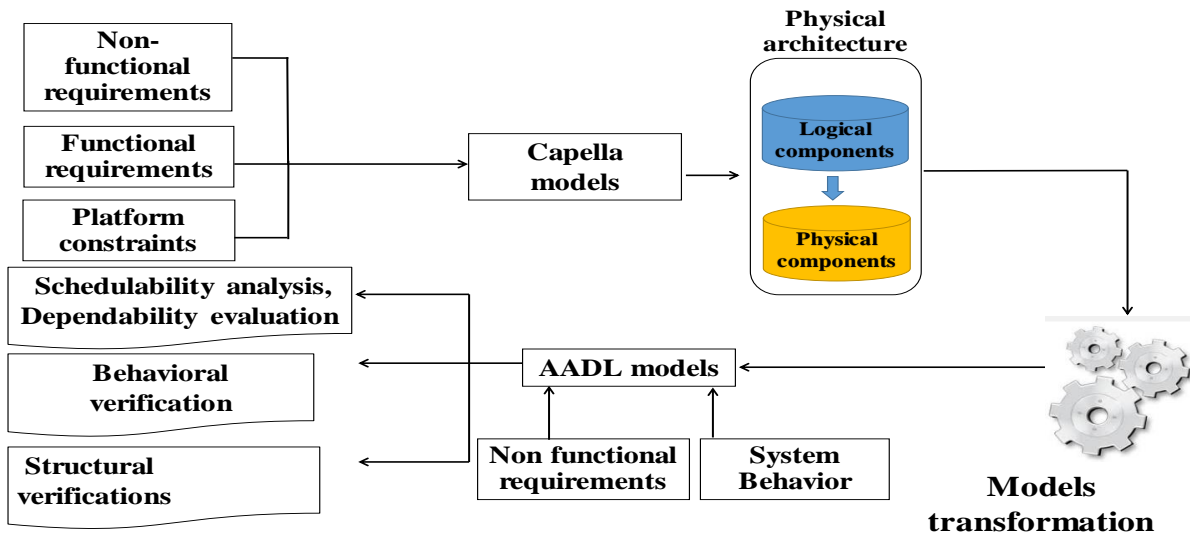 Non-
functional
requirements
Functional
requirements
Platform
constraints
Capella
models
Physical
architecture
Logical
components
Physical
components
Schedulability analysis,
Dependability evaluation
Behavioral
verification
Structural
verifications
AADL models
Non functional
requirements
System
Behavior
Models
transformation